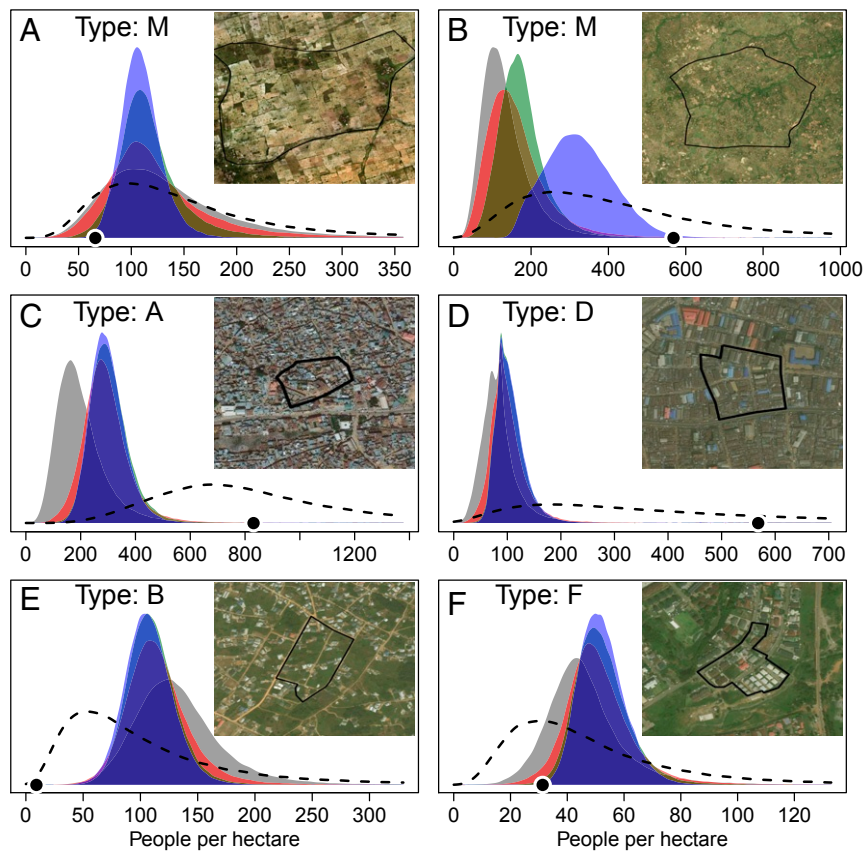 A Type: M
0 50 100 150 200 250 300 350
B Type: M
0 200 400 600 800 1000
C Type: A
0 200 400 600 800 1200
D Type: D
0 100 200 300 400 500 600 700
E Type: B
0 50 100 150 200 250 300
People per hectare
F Type: F
0 20 40 60 80 100 120
People per hectare